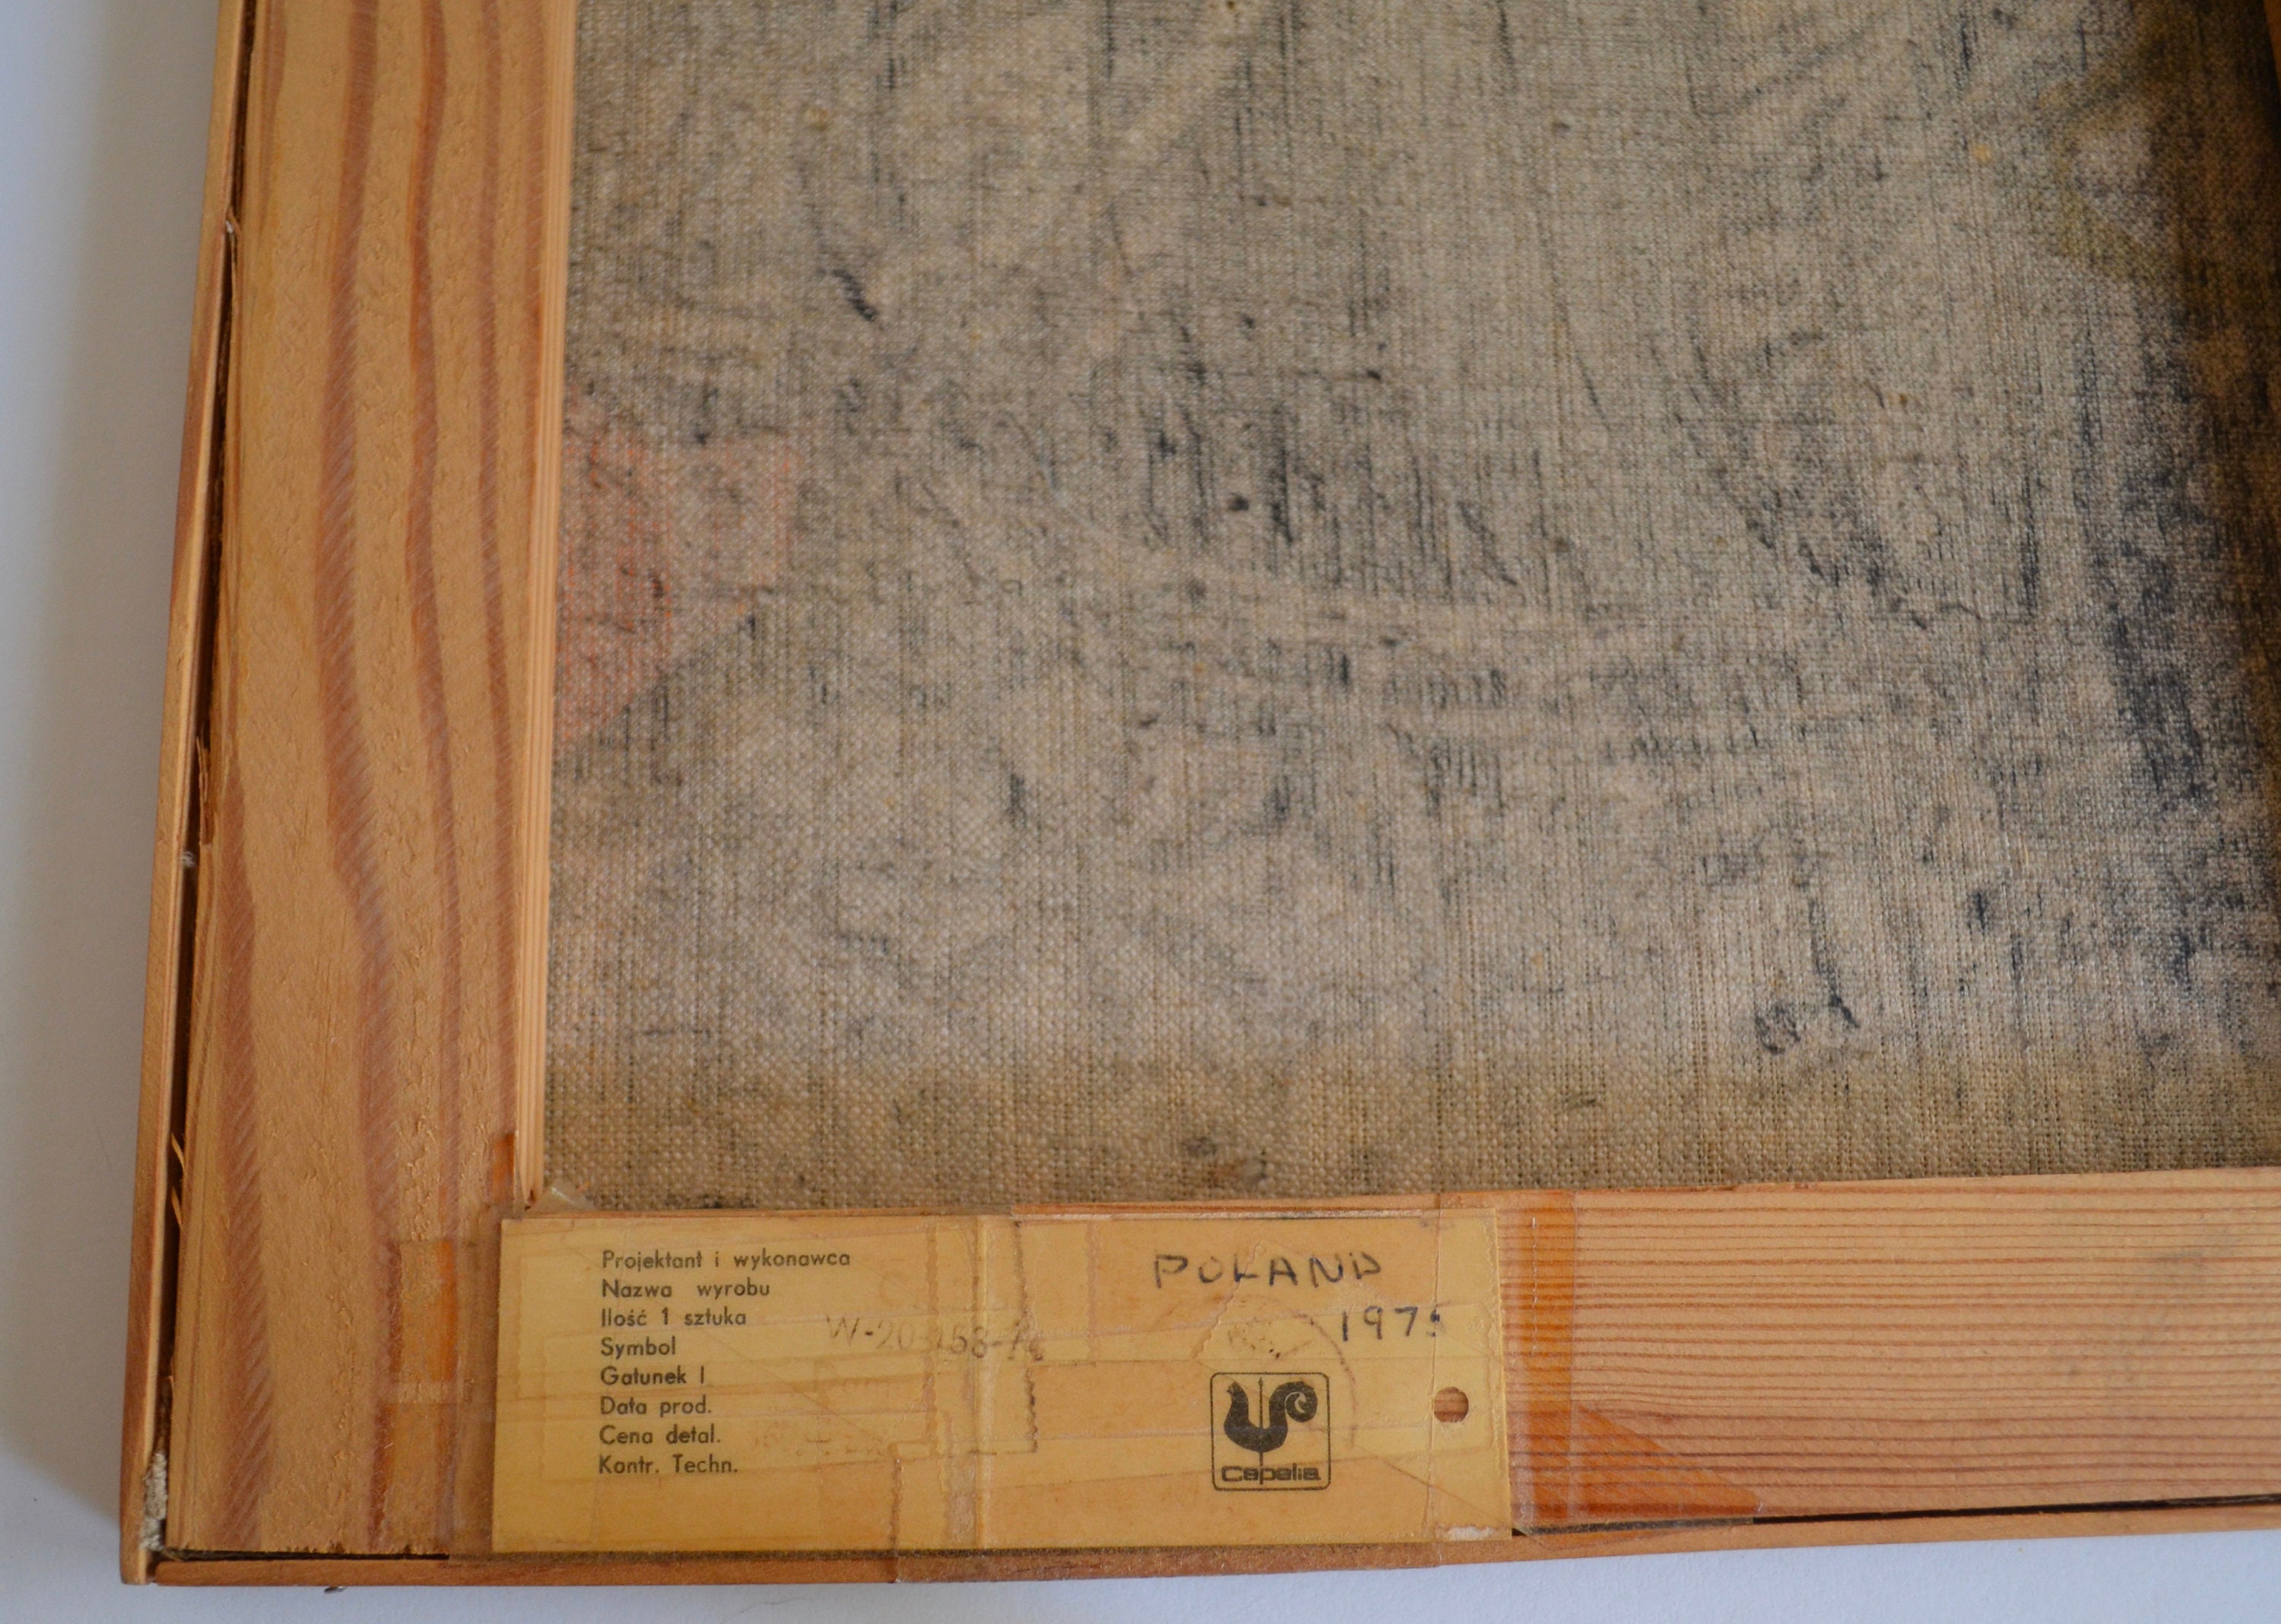 Projektant i wykonawca
Nazwa wyrobu
Ilość 1 sztuka
Symbol
Gatunek I
Data prod.
Cena detal.
Kontr. Techn.
POLAND
1975
Cepelia